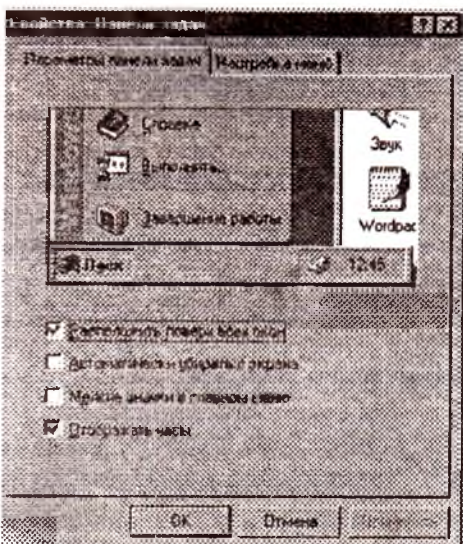 Свойства: Панель задач
Параметры панели задач Настройка меню
Справка
Выполнить...
Завершение работы
Звук
Wordpad
Пуск 12:45
Расположить поверх всех окон
Автоматически убирать с экрана
Мелкие значки в главном меню
Отображать часы
OK Отмена Применить